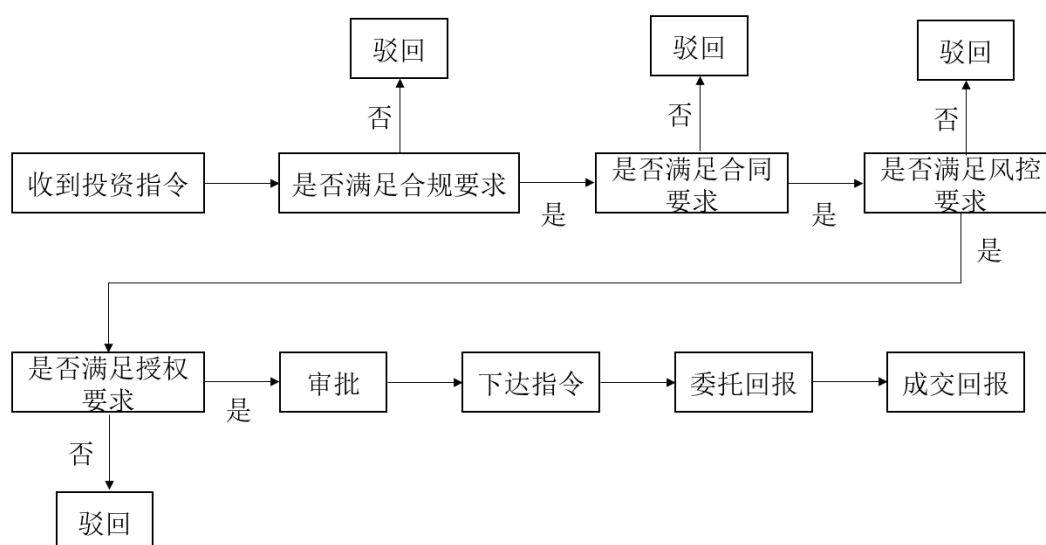 驳回
驳回
驳回
否
否
否
收到投资指令
是否满足合规要求
是
是否满足合同
要求
是
是否满足风控
要求
是
是否满足授权
要求
是
审批
下达指令
委托回报
成交回报
否
驳回